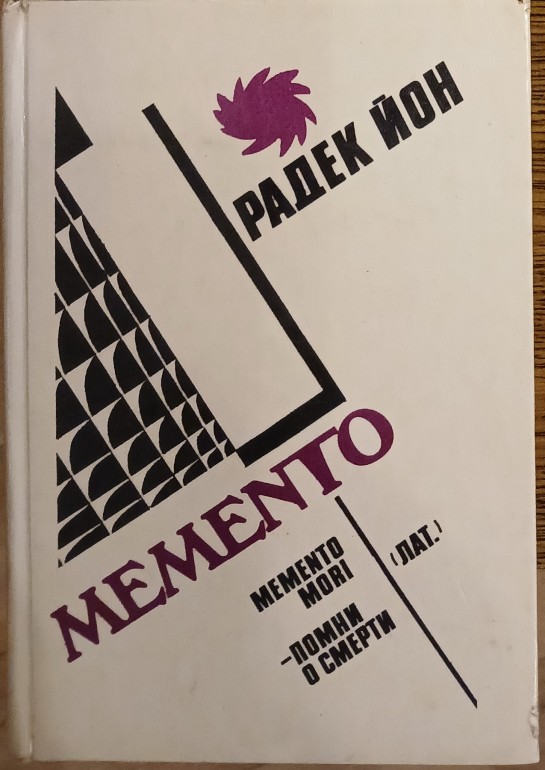 РАДЕК ЙОН
MEMENTO
MEMENTO
MORI
(ЛАТ.)
–ПОМНИ
О СМЕРТИ